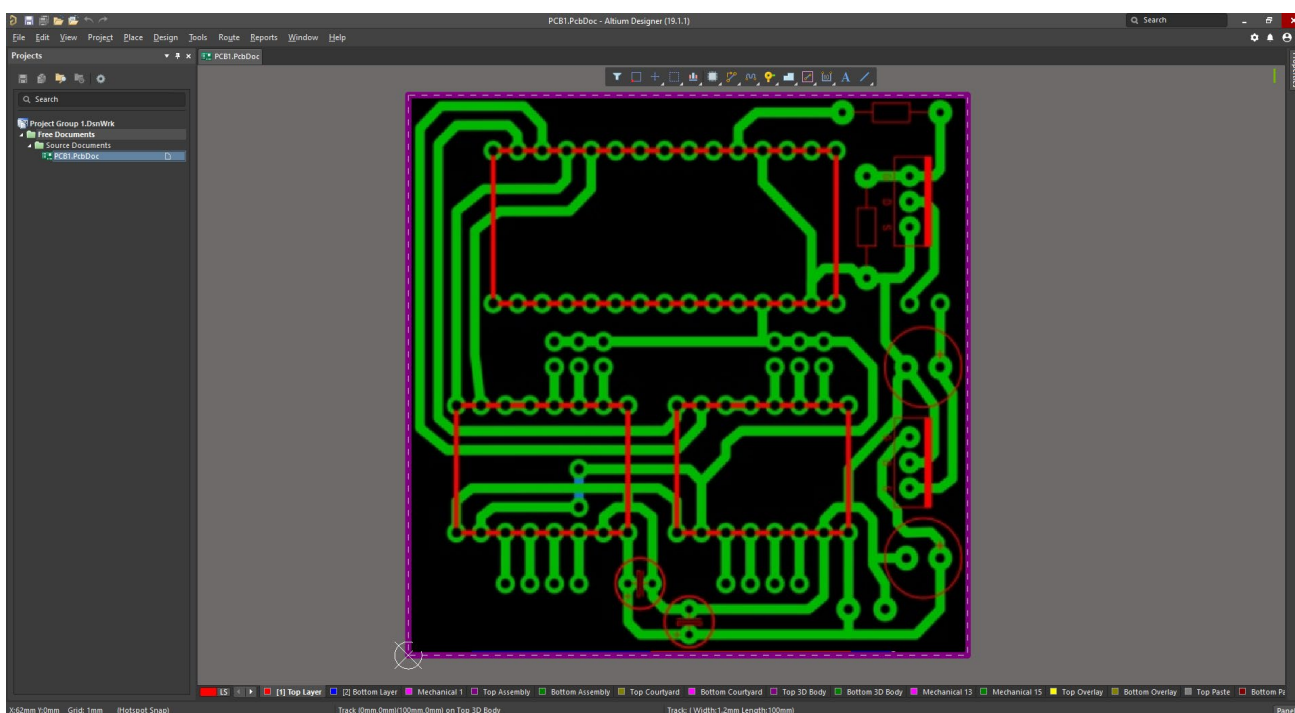 PCB1.PcbDoc - Altium Designer (19.1.1)
Search
File Edit View Project Place Design Tools Route Reports Window Help
Projects
PCB1.PcbDoc
Search
Project Group 1.DsnWrk
Free Documents
Source Documents
PCB1.PcbDoc
LS [1] Top Layer [2] Bottom Layer Mechanical 1 Top Assembly Bottom Assembly Top Courtyard Bottom Courtyard Top 3D Body Bottom 3D Body Mechanical 13 Mechanical 15 Top Overlay Bottom Overlay Top Paste Bottom Pa
X:62mm Y:0mm Grid: 1mm (Hotspot Snap) Track (0mm,0mm)(100mm,0mm) on Top 3D Body Track: ( Width:1.2mm Length:100mm) Pane